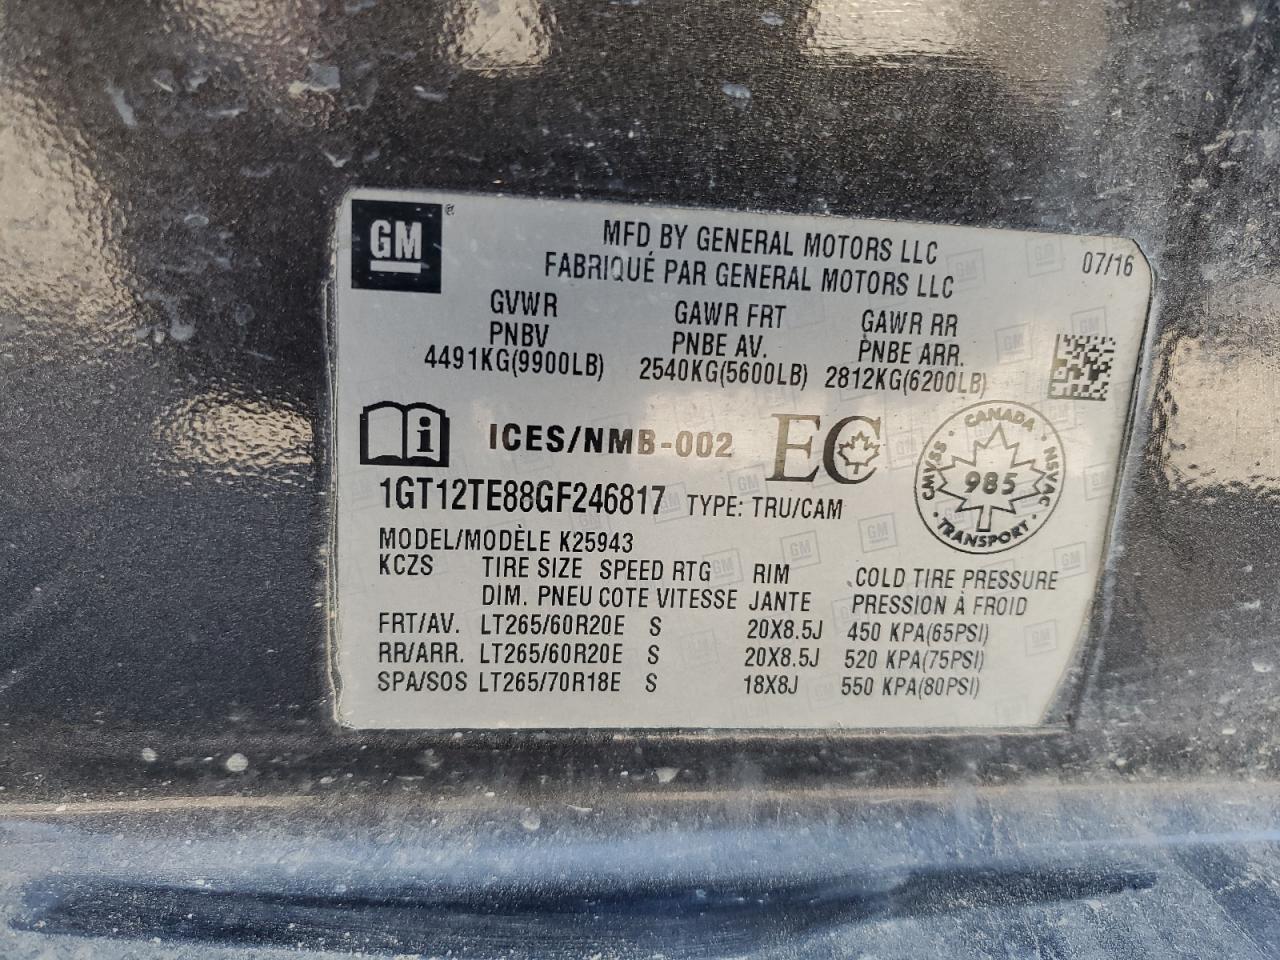 GM
MFD BY GENERAL MOTORS LLC
FABRIQUÉ PAR GENERAL MOTORS LLC
07/16
GVWR GAWR FRT GAWR RR
PNBV PNBE AV. PNBE ARR.
4491KG(9900LB) 2540KG(5600LB) 2812KG(6200LB)
i ICES/NMB-002 EC
CANADA
CMVSS 985 NSVAC
TRANSPORT
1GT12TE88GF246817 TYPE: TRU/CAM
MODEL/MODÈLE K25943
KCZS TIRE SIZE SPEED RTG RIM COLD TIRE PRESSURE
DIM. PNEU COTE VITESSE JANTE PRESSION À FROID
FRT/AV. LT265/60R20E S 20X8.5J 450 KPA(65PSI)
RR/ARR. LT265/60R20E S 20X8.5J 520 KPA(75PSI)
SPA/SOS LT265/70R18E S 18X8J 550 KPA(80PSI)